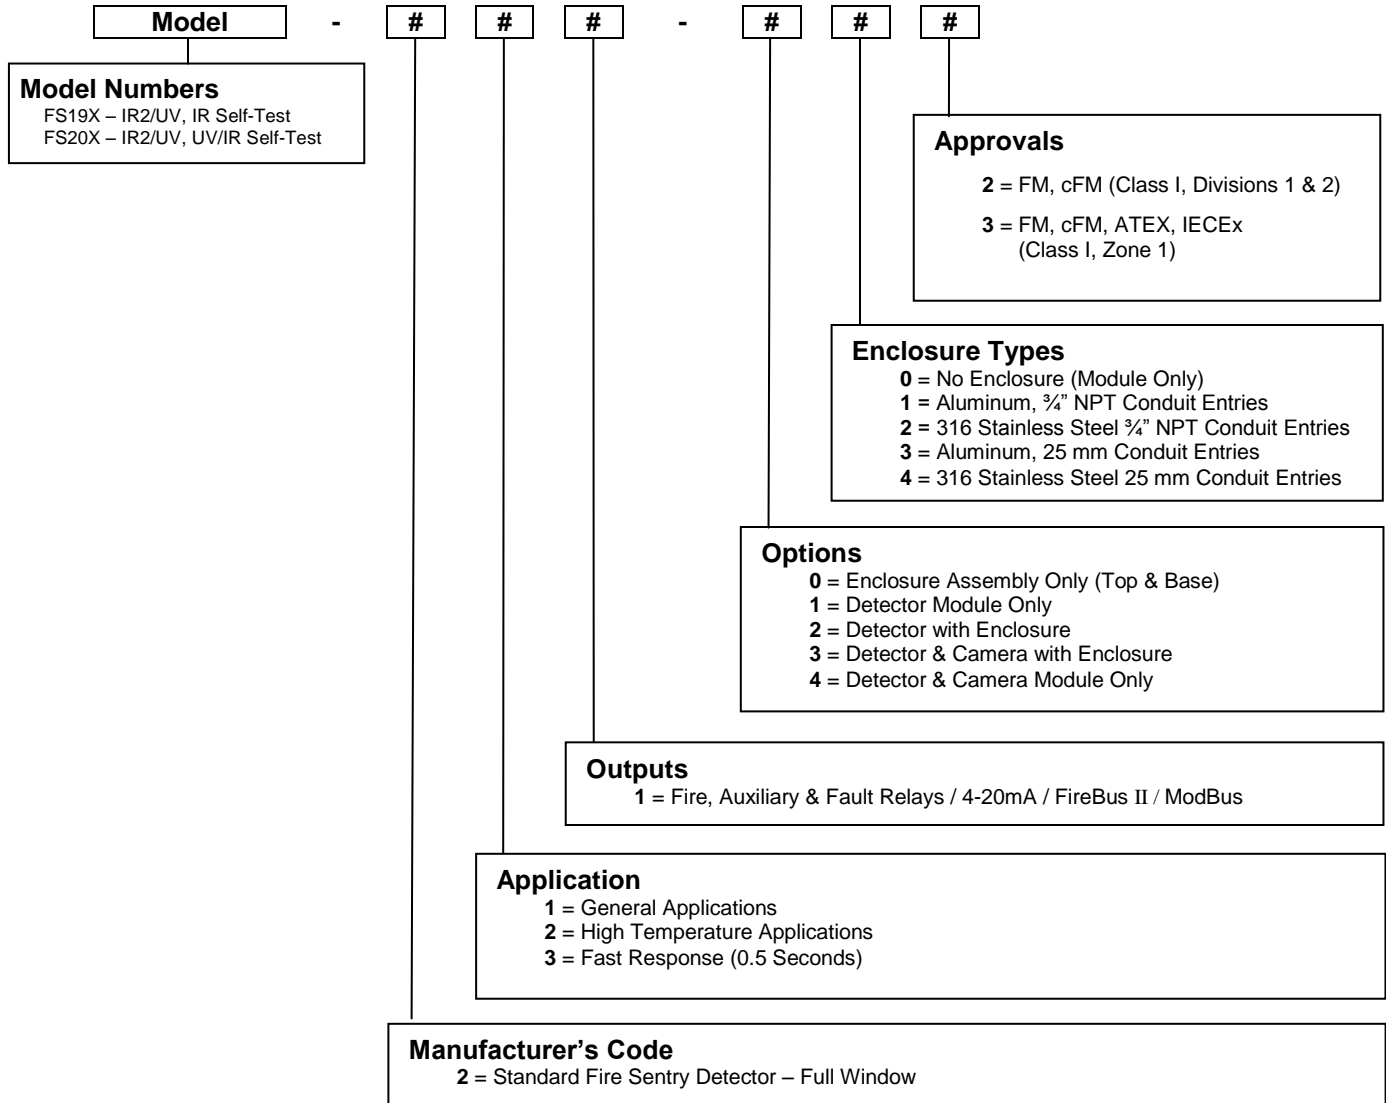 Model - # # # - # # #
Model Numbers
FS19X – IR2/UV, IR Self-Test
FS20X – IR2/UV, UV/IR Self-Test
Approvals
2 = FM, cFM (Class I, Divisions 1 & 2)
3 = FM, cFM, ATEX, IECEx
(Class I, Zone 1)
Enclosure Types
0 = No Enclosure (Module Only)
1 = Aluminum, ¾” NPT Conduit Entries
2 = 316 Stainless Steel ¾” NPT Conduit Entries
3 = Aluminum, 25 mm Conduit Entries
4 = 316 Stainless Steel 25 mm Conduit Entries
Options
0 = Enclosure Assembly Only (Top & Base)
1 = Detector Module Only
2 = Detector with Enclosure
3 = Detector & Camera with Enclosure
4 = Detector & Camera Module Only
Outputs
1 = Fire, Auxiliary & Fault Relays / 4-20mA / FireBus II / ModBus
Application
1 = General Applications
2 = High Temperature Applications
3 = Fast Response (0.5 Seconds)
Manufacturer’s Code
2 = Standard Fire Sentry Detector – Full Window